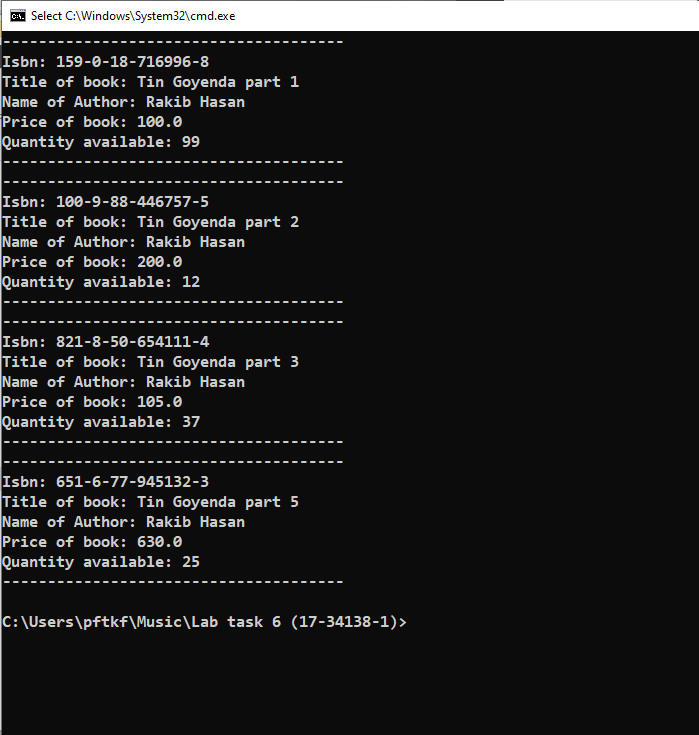 Select C:\Windows\System32\cmd.exe
--------------------------------------
Isbn: 159-0-18-716996-8
Title of book: Tin Goyenda part 1
Name of Author: Rakib Hasan
Price of book: 100.0
Quantity available: 99
--------------------------------------
--------------------------------------
Isbn: 100-9-88-446757-5
Title of book: Tin Goyenda part 2
Name of Author: Rakib Hasan
Price of book: 200.0
Quantity available: 12
--------------------------------------
--------------------------------------
Isbn: 821-8-50-654111-4
Title of book: Tin Goyenda part 3
Name of Author: Rakib Hasan
Price of book: 105.0
Quantity available: 37
--------------------------------------
--------------------------------------
Isbn: 651-6-77-945132-3
Title of book: Tin Goyenda part 5
Name of Author: Rakib Hasan
Price of book: 630.0
Quantity available: 25
--------------------------------------
C:\Users\pftkf\Music\Lab task 6 (17-34138-1)>